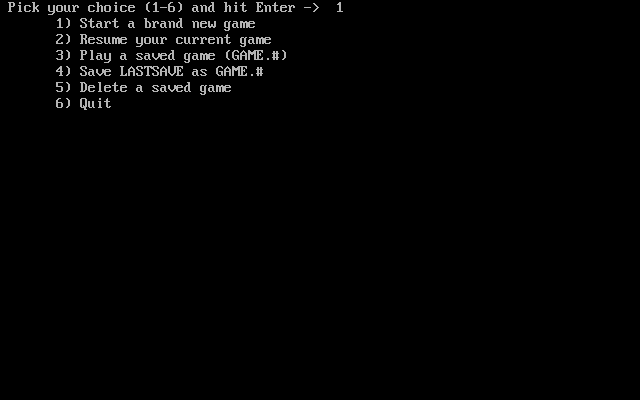 Pick your choice (1-6) and hit Enter -> 1
1) Start a brand new game
2) Resume your current game
3) Play a saved game (GAME.#)
4) Save LASTSAVE as GAME.#
5) Delete a saved game
6) Quit